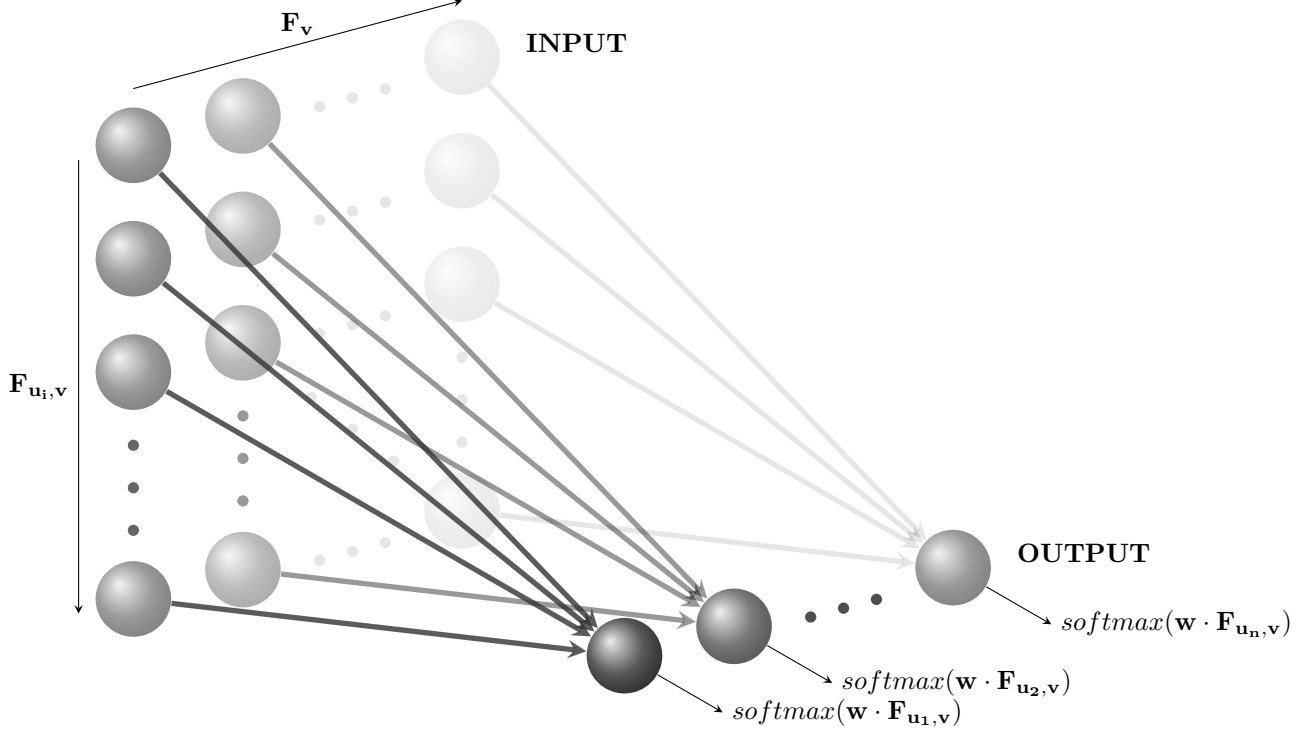 F_v
INPUT
F_{u_i,v}
OUTPUT
softmax(w · F_{u_n,v})
softmax(w · F_{u_2,v})
softmax(w · F_{u_1,v})